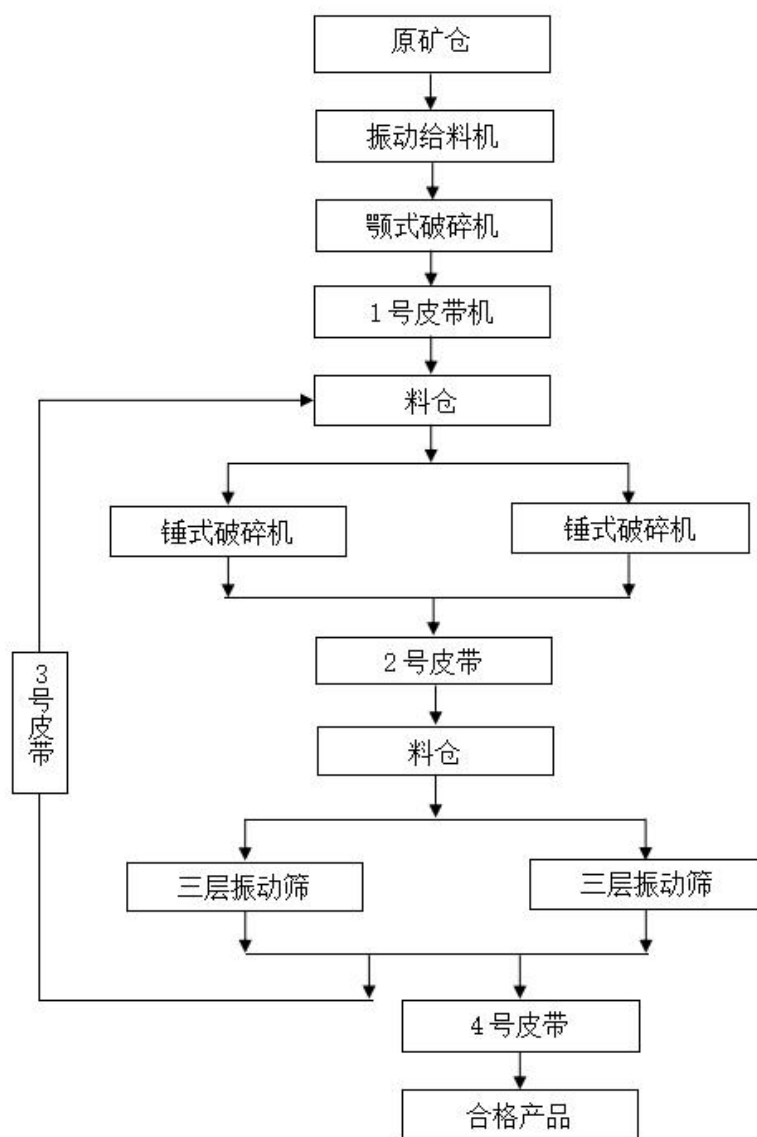 原矿仓
振动给料机
颚式破碎机
1号皮带机
料仓
锤式破碎机
锤式破碎机
2号皮带
3号皮带
料仓
三层振动筛
三层振动筛
4号皮带
合格产品